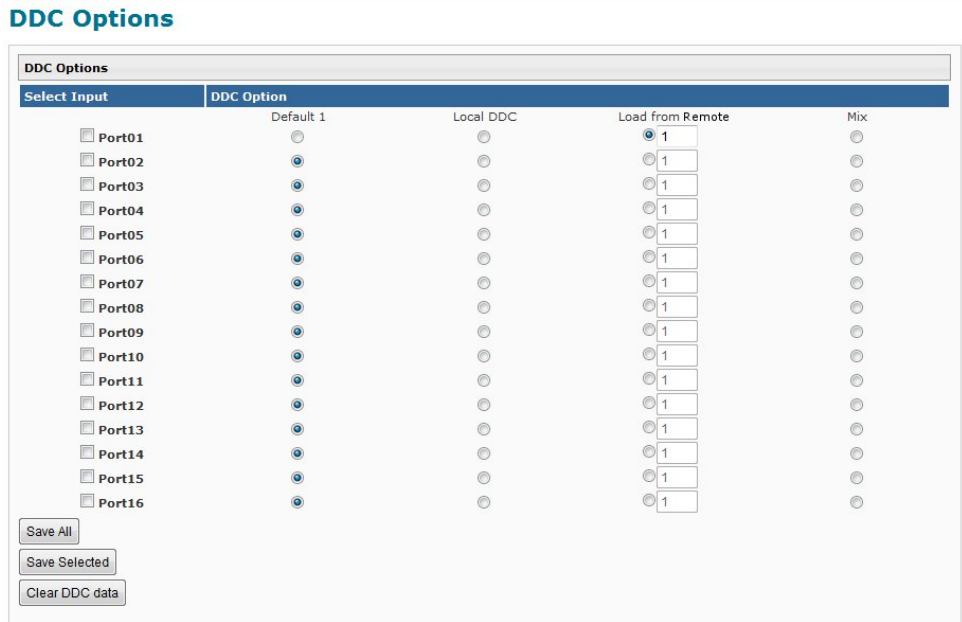 DDC Options
DDC Options
Select Input DDC Option
Default 1 Local DDC Load from Remote Mix
Port01 1
Port02 1
Port03 1
Port04 1
Port05 1
Port06 1
Port07 1
Port08 1
Port09 1
Port10 1
Port11 1
Port12 1
Port13 1
Port14 1
Port15 1
Port16 1
Save All
Save Selected
Clear DDC data